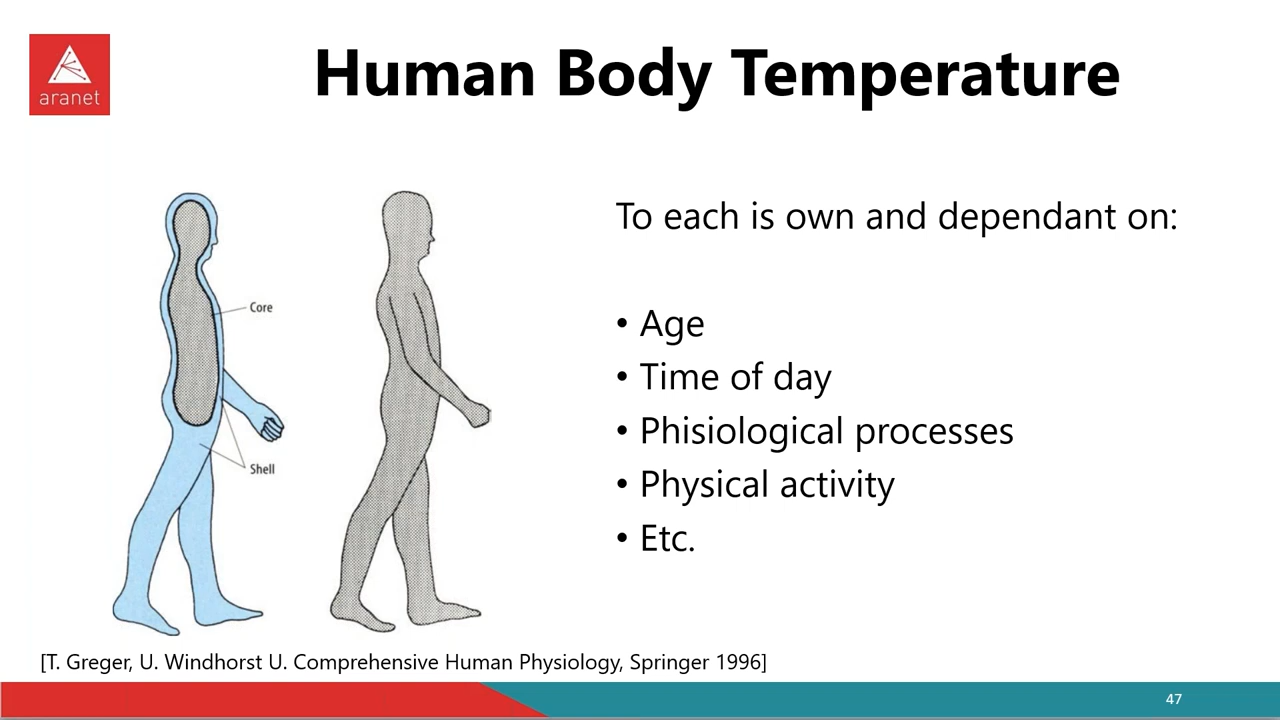 aranet
Human Body Temperature
To each is own and dependant on:
• Age
• Time of day
• Phisiological processes
• Physical activity
• Etc.
Core
Shell
[T. Greger, U. Windhorst U. Comprehensive Human Physiology, Springer 1996]
47